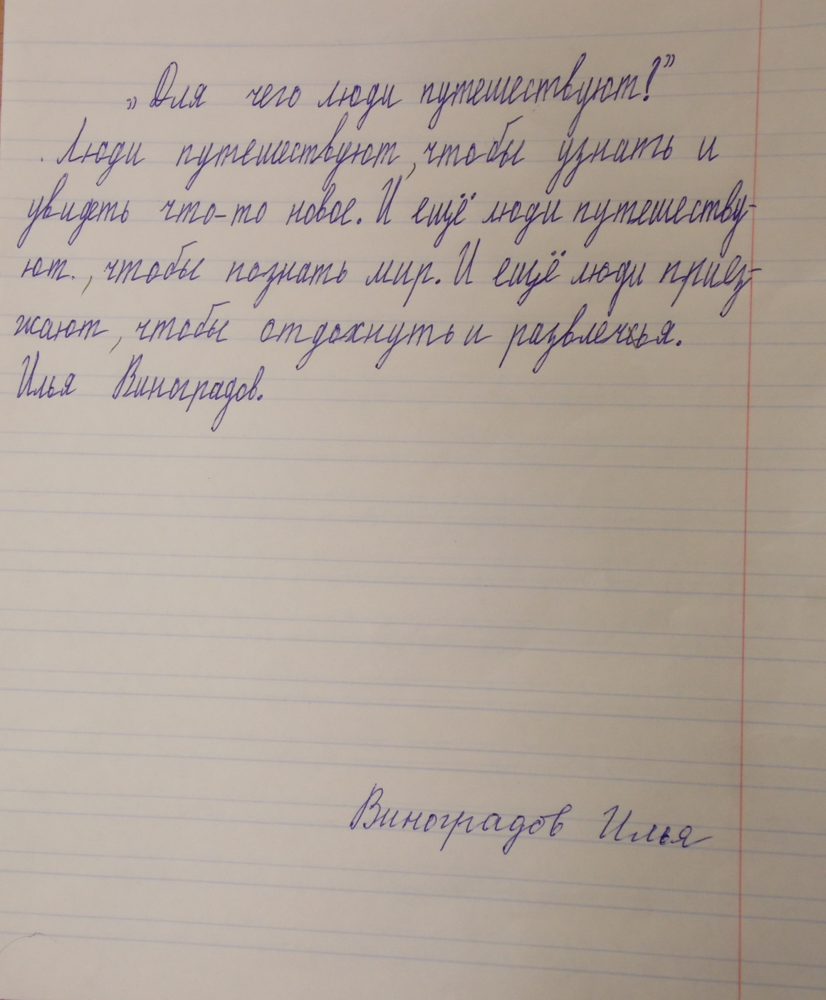 „Для чего люди путешествуют?”
Люди путешествуют, чтобы узнать и
увидеть что-то новое. И ещё люди путешеству-
ют., чтобы познать мир. И ещё люди приез-
жают, чтобы отдохнуть и развлечья.
Илья Виноградов.
Виноградов Илья